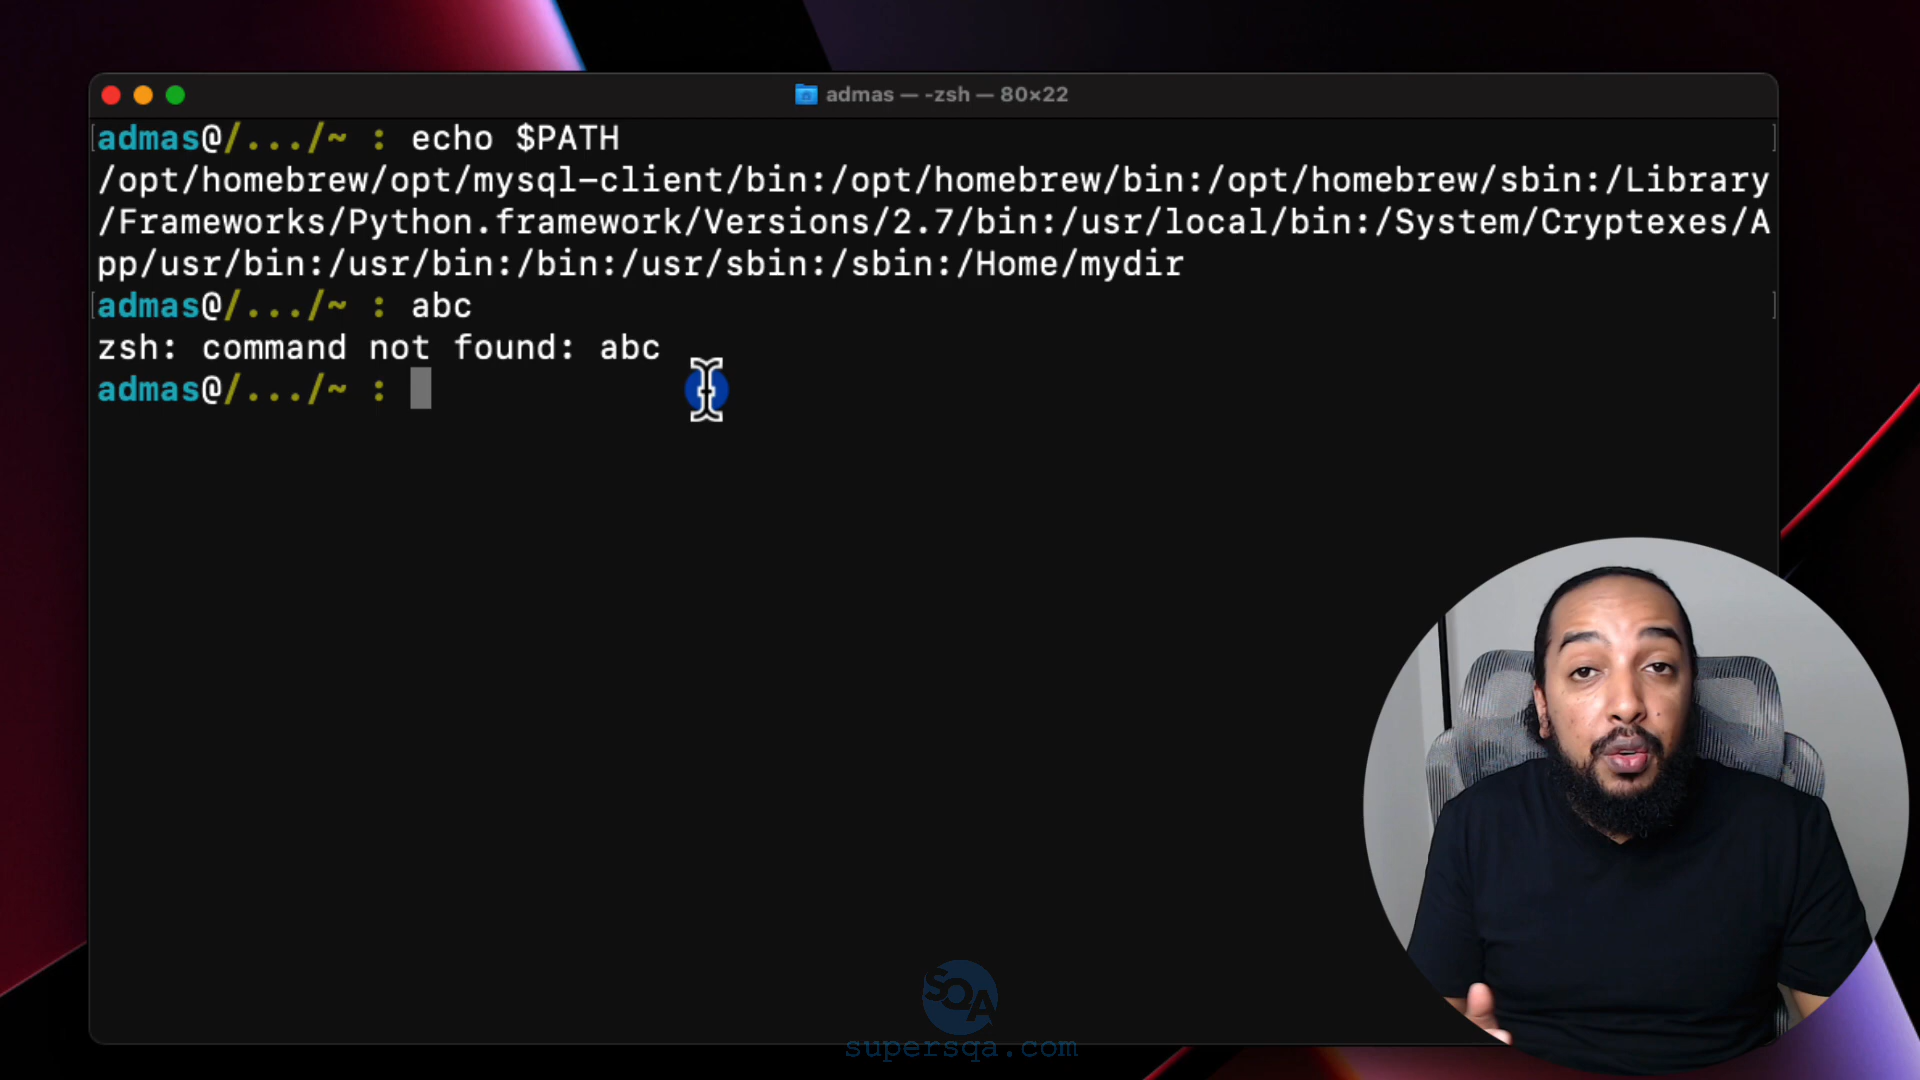 admas — -zsh — 80×22
admas@/.../~ : echo $PATH
/opt/homebrew/opt/mysql-client/bin:/opt/homebrew/bin:/opt/homebrew/sbin:/Library
/Frameworks/Python.framework/Versions/2.7/bin:/usr/local/bin:/System/Cryptexes/A
pp/usr/bin:/usr/bin:/bin:/usr/sbin:/sbin:/Home/mydir
admas@/.../~ : abc
zsh: command not found: abc
admas@/.../~ :
SQA
supersqa.com